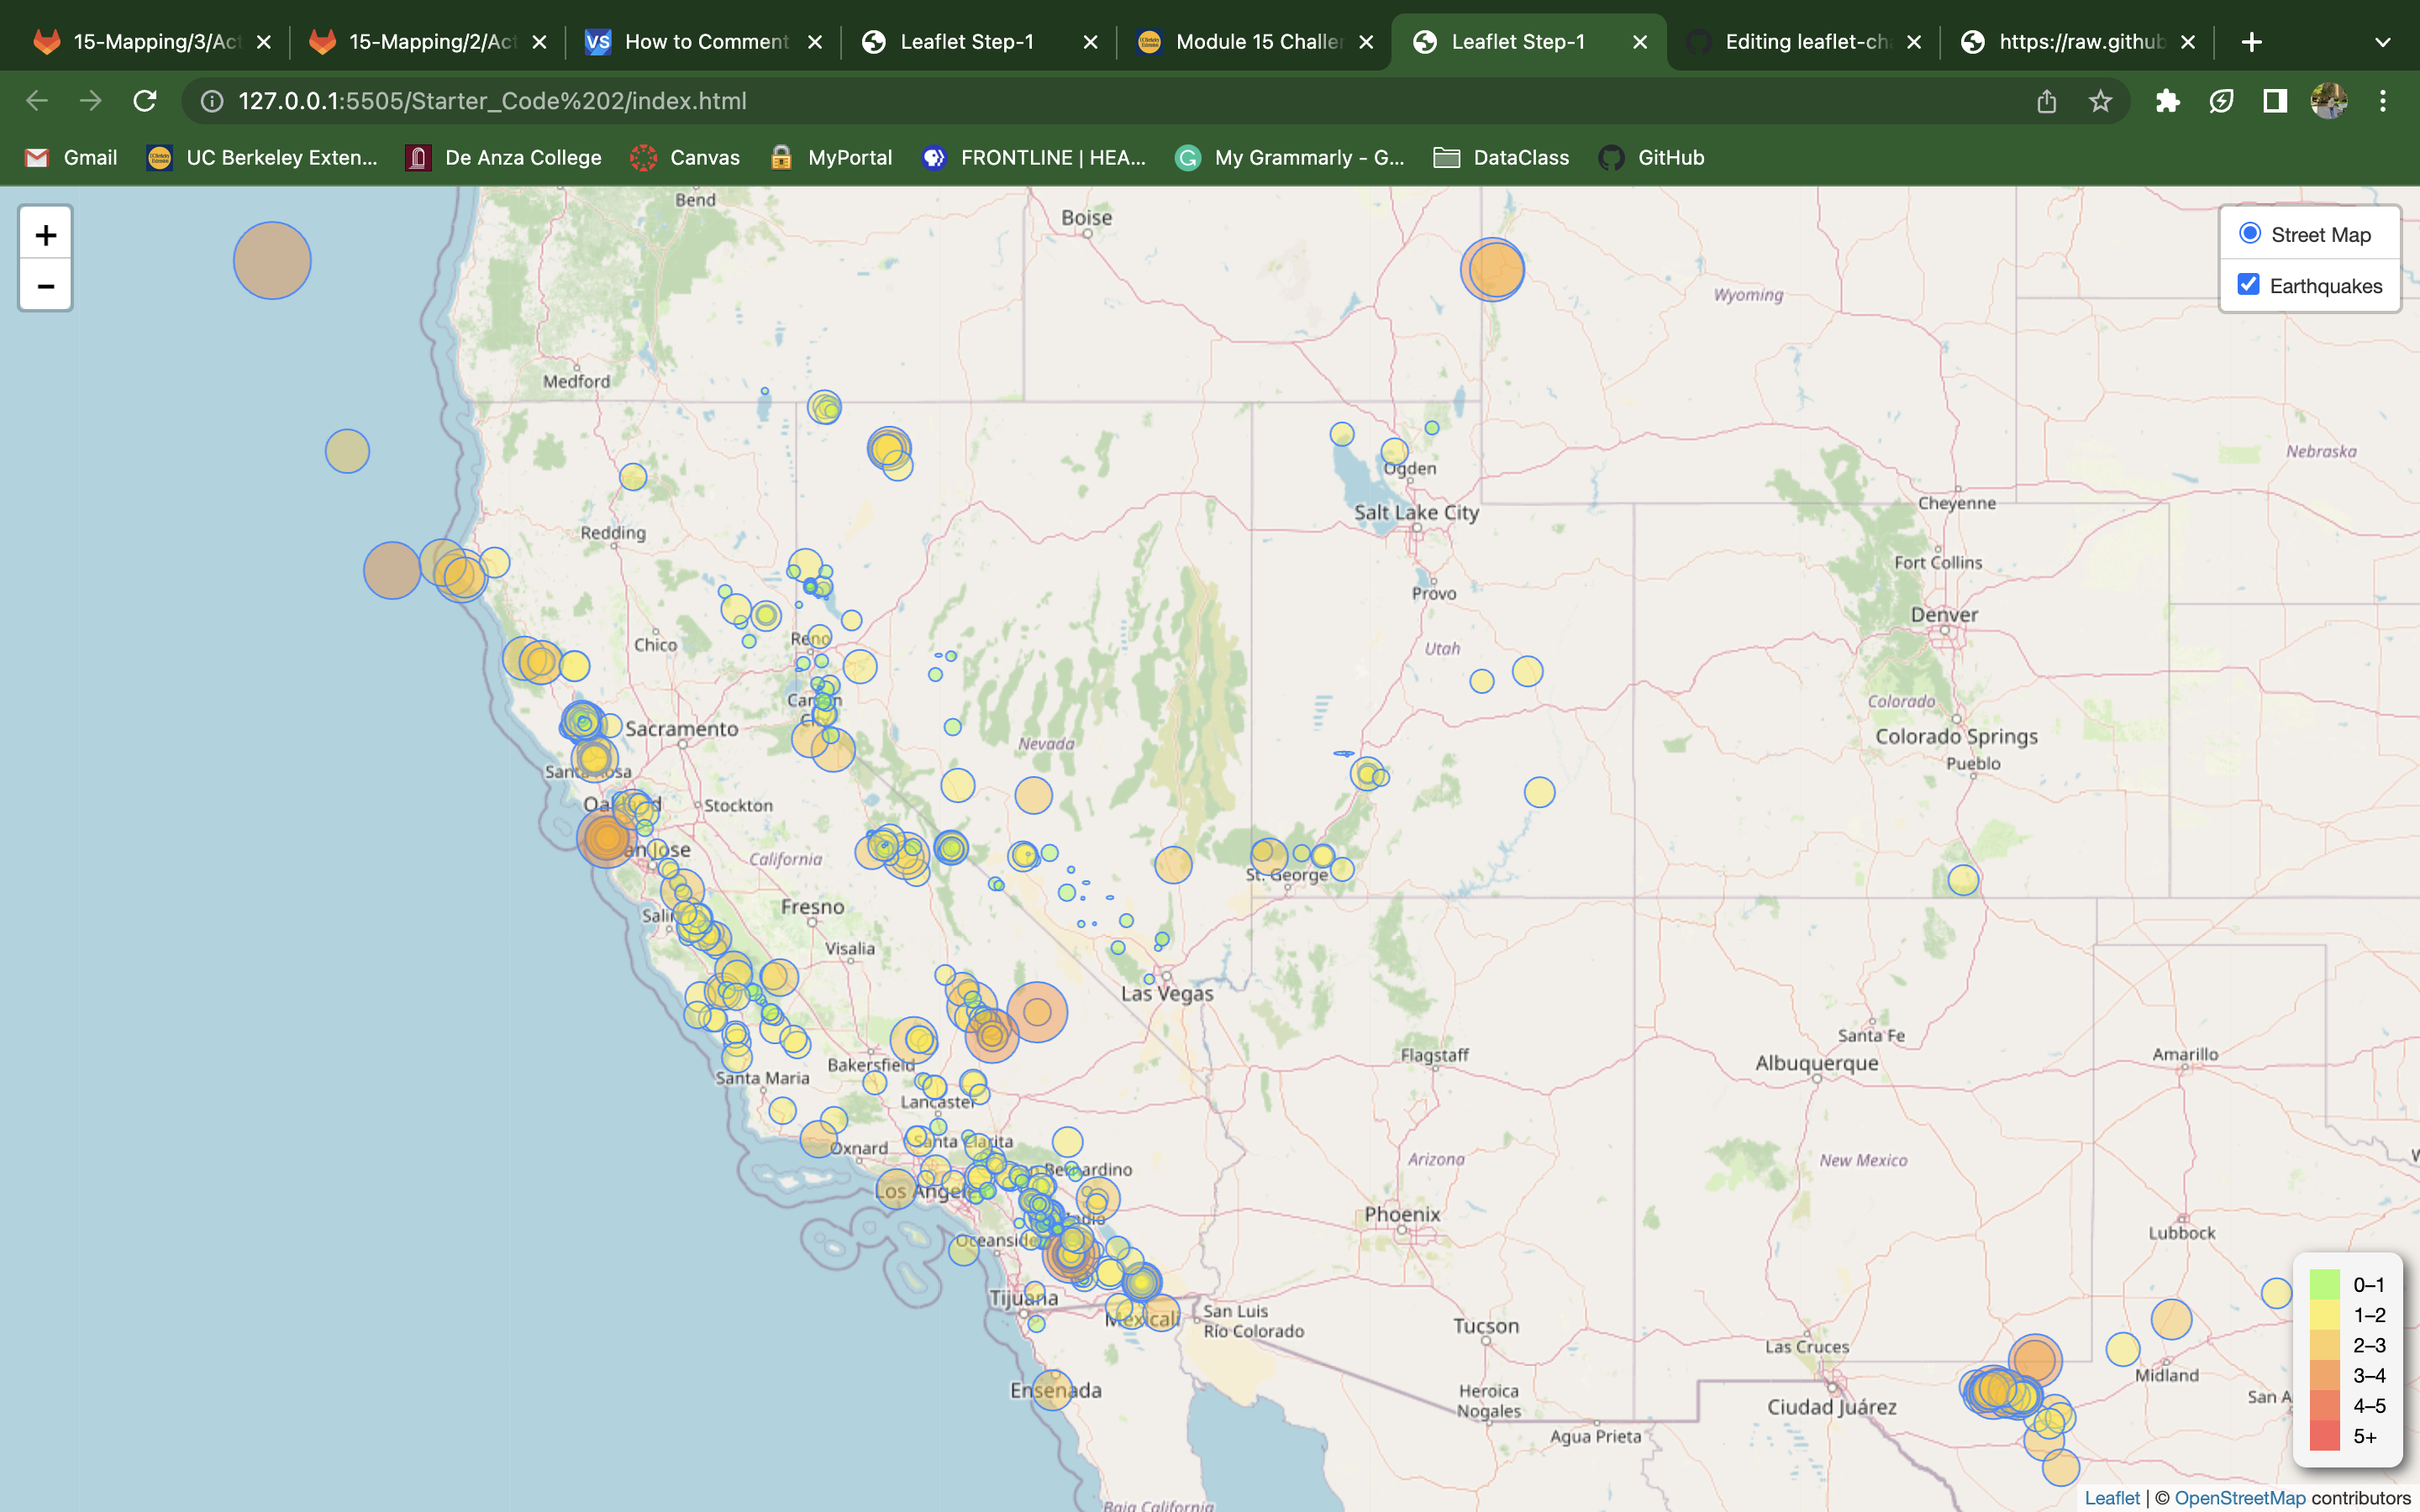 15-Mapping/3/Act
15-Mapping/2/Act
VS
How to Comment
Leaflet Step-1
Module 15 Challen
Leaflet Step-1
Editing leaflet-cha
https://raw.github
127.0.0.1:5505/Starter_Code%202/index.html
Gmail
UC Berkeley Exten...
De Anza College
Canvas
MyPortal
FRONTLINE | HEA...
My Grammarly - G...
DataClass
GitHub
+
−
Street Map
Earthquakes
Bend
Boise
Wyoming
Medford
Nebraska
Ogden
Cheyenne
Salt Lake City
Redding
Fort Collins
Provo
Denver
Chico
Reno
Utah
Carson City
Colorado
Sacramento
Colorado Springs
Nevada
Pueblo
Santa Rosa
Oakland
Stockton
San Jose
California
St. George
Fresno
Visalia
Las Vegas
Santa Fe
Flagstaff
Amarillo
Albuquerque
Bakersfield
Santa Maria
Lancaster
Santa Clarita
Oxnard
Bernardino
Arizona
New Mexico
Los Angeles
Phoenix
Indio
Lubbock
Oceanside
Tijuana
Mexicali
San Luis
Río Colorado
Tucson
Las Cruces
Midland
Ensenada
Heroica
Nogales
Ciudad Juárez
San A
Agua Prieta
Baja California
0–1
1–2
2–3
3–4
4–5
5+
Leaflet | © OpenStreetMap contributors